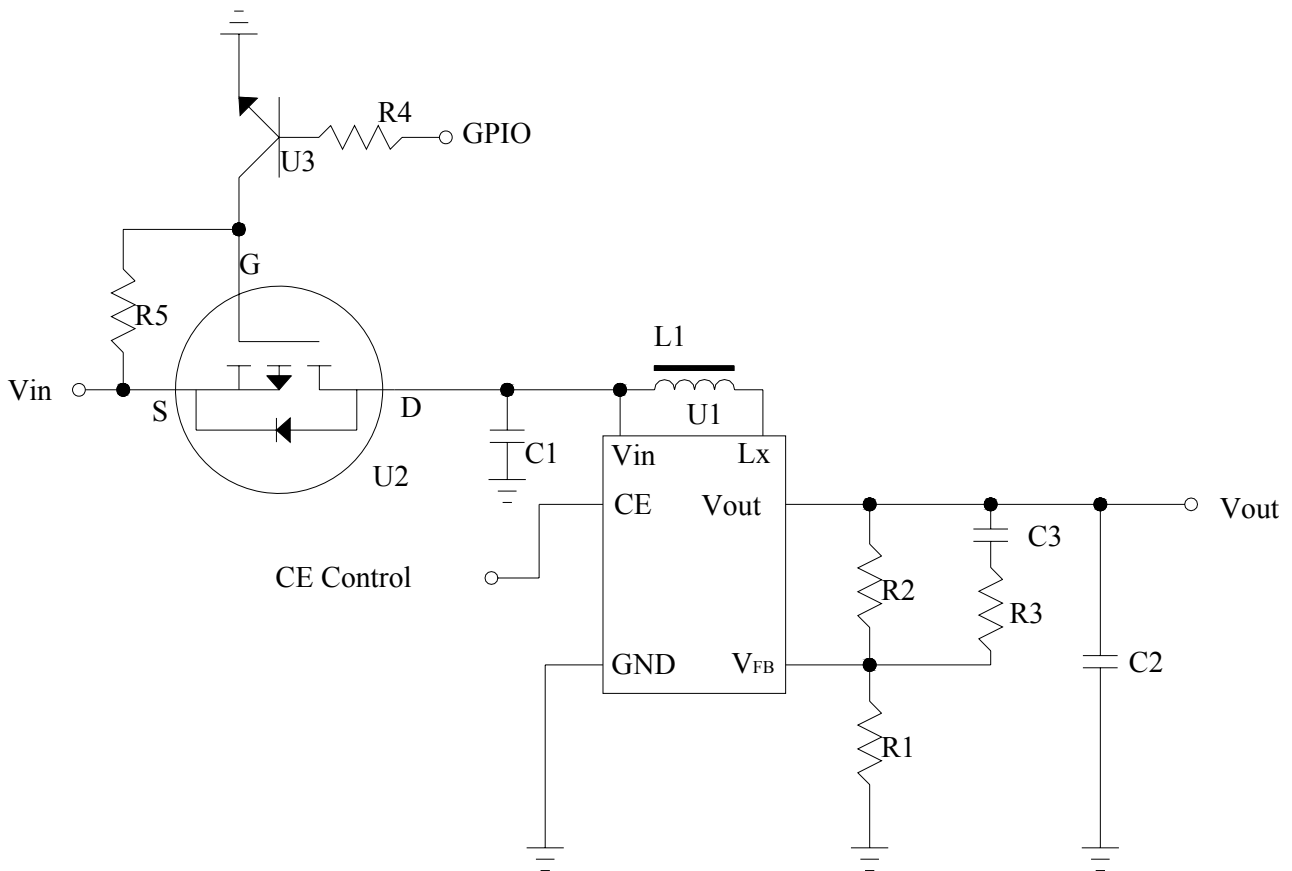 R4
GPIO
U3
G
R5
L1
Vin
S
D
U1
C1
Vin
Lx
U2
CE
Vout
Vout
C3
CE Control
R2
R3
GND
VFB
C2
R1